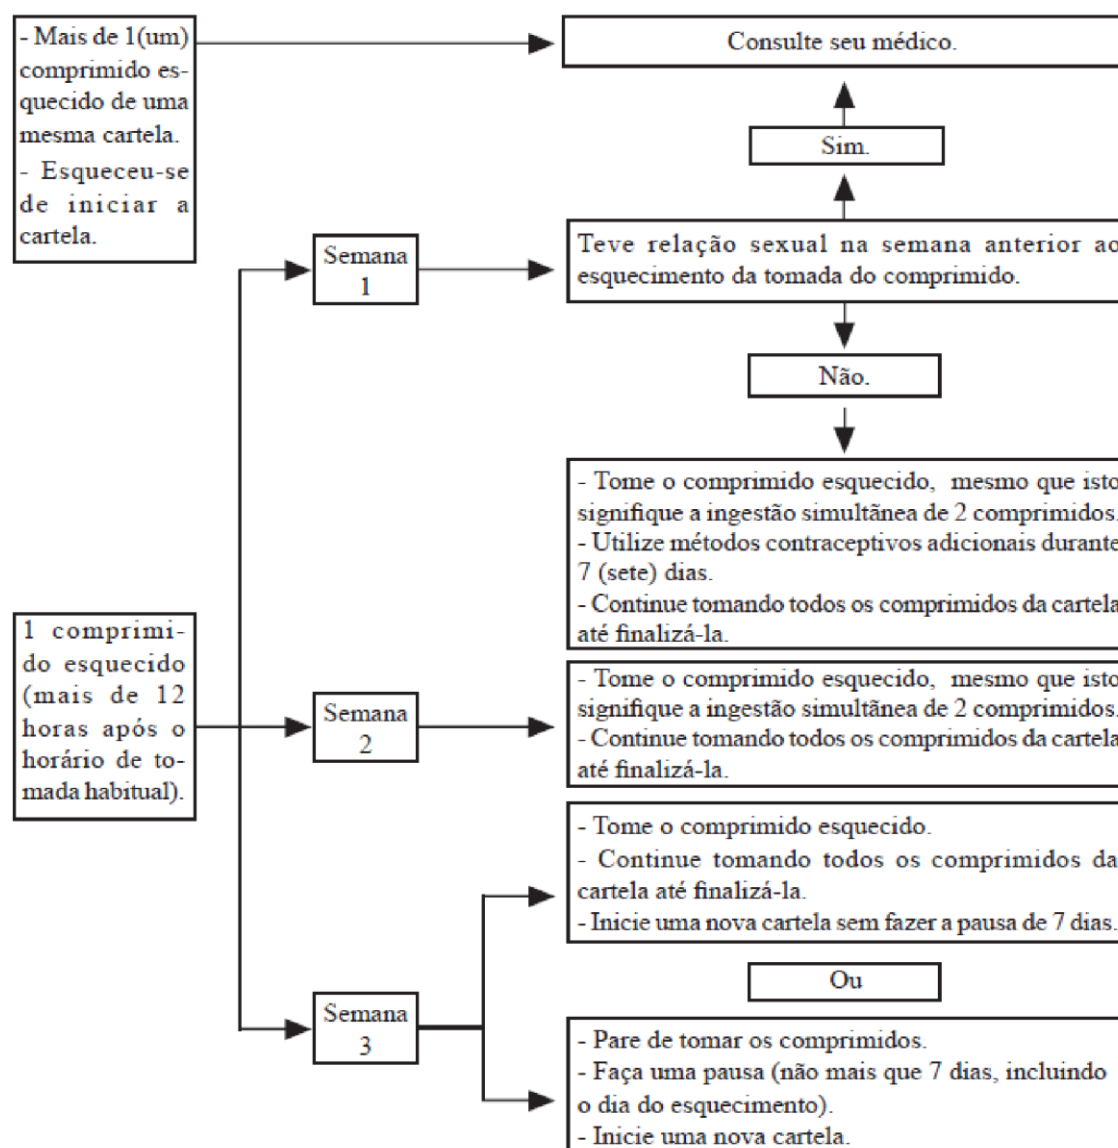 - Mais de 1(um)
comprimido es-
quecido de uma
mesma cartela.
- Esqueceu-se
de iniciar a
cartela.
Consulte seu médico.
Sim.
Semana
1
Teve relação sexual na semana anterior ao
esquecimento da tomada do comprimido.
Não.
- Tome o comprimido esquecido, mesmo que isto
signifique a ingestão simultãnea de 2 comprimidos.
- Utilize métodos contraceptivos adicionais durante
7 (sete) dias.
- Continue tomando todos os comprimidos da cartela
até finalizá-la.
1 comprimi-
do esquecido
(mais de 12
horas após o
horário de to-
mada habitual).
Semana
2
- Tome o comprimido esquecido, mesmo que isto
signifique a ingestão simultãnea de 2 comprimidos.
- Continue tomando todos os comprimidos da cartela
até finalizá-la.
- Tome o comprimido esquecido.
- Continue tomando todos os comprimidos da
cartela até finalizá-la.
- Inicie uma nova cartela sem fazer a pausa de 7 dias.
Ou
Semana
3
- Pare de tomar os comprimidos.
- Faça uma pausa (não mais que 7 dias, incluindo
o dia do esquecimento).
- Inicie uma nova cartela.